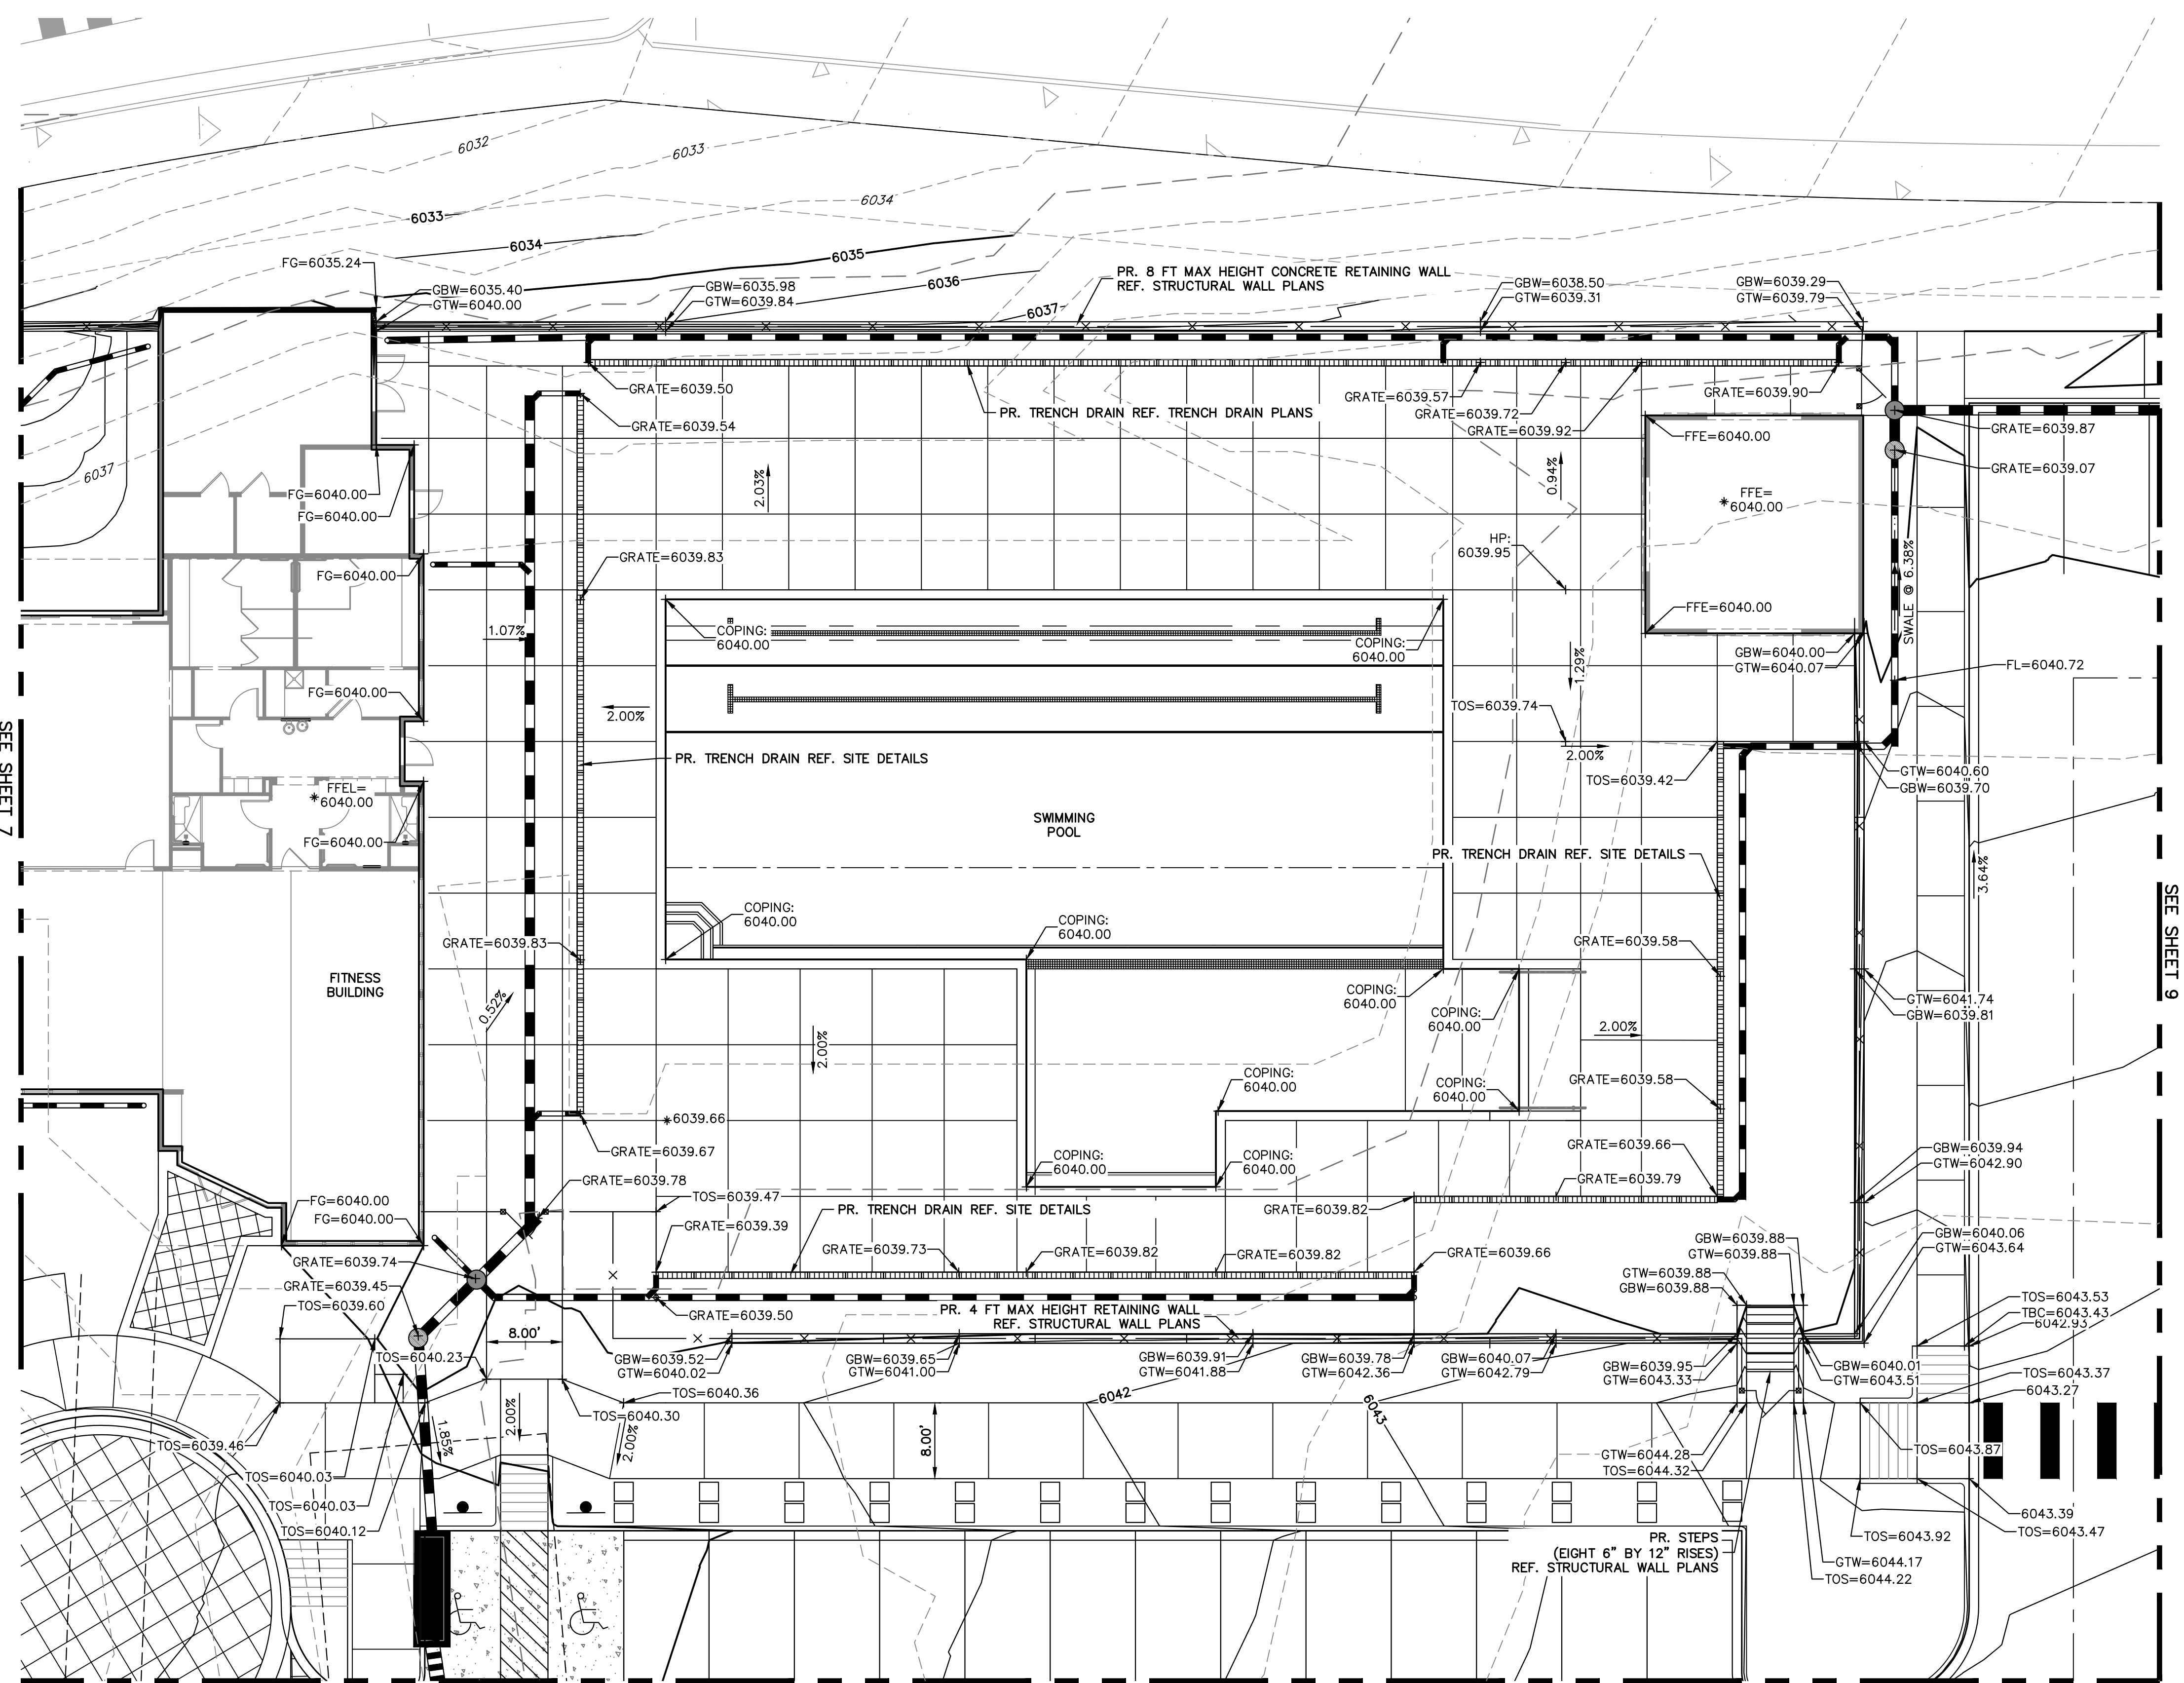 6032
6033
6034
6033
6034
6035
6036
6037
FG=6035.24
GBW=6035.40
GTW=6040.00
GBW=6035.98
GTW=6039.84
PR. 8 FT MAX HEIGHT CONCRETE RETAINING WALL
REF. STRUCTURAL WALL PLANS
GBW=6038.50
GTW=6039.31
GBW=6039.29
GTW=6039.79
GRATE=6039.50
GRATE=6039.54
PR. TRENCH DRAIN REF. TRENCH DRAIN PLANS
GRATE=6039.57
GRATE=6039.72
GRATE=6039.92
GRATE=6039.90
FFE=6040.00
GRATE=6039.87
GRATE=6039.07
6037
FG=6040.00
FG=6040.00
2.03%
0.94%
FFE=
6040.00
HP:
6039.95
SWALE @ 6.38%
FG=6040.00
GRATE=6039.83
1.07%
COPING:
6040.00
COPING:
6040.00
FFE=6040.00
GBW=6040.00
GTW=6040.07
1.29%
FL=6040.72
FG=6040.00
2.00%
TOS=6039.74
2.00%
TOS=6039.42
PR. TRENCH DRAIN REF. SITE DETAILS
GTW=6040.60
GBW=6039.70
SEE SHEET 7
FFEL=
6040.00
FG=6040.00
SWIMMING
POOL
PR. TRENCH DRAIN REF. SITE DETAILS
3.64%
SEE SHEET 9
COPING:
6040.00
COPING:
6040.00
GRATE=6039.83
GRATE=6039.58
FITNESS
BUILDING
0.52%
COPING:
6040.00
COPING:
6040.00
GTW=6041.74
GBW=6039.81
2.00%
2.00%
COPING:
6040.00
COPING:
6040.00
GRATE=6039.58
6039.66
GRATE=6039.67
COPING:
6040.00
COPING:
6040.00
GRATE=6039.66
GRATE=6039.79
GBW=6039.94
GTW=6042.90
GRATE=6039.78
TOS=6039.47
FG=6040.00
FG=6040.00
GRATE=6039.39
PR. TRENCH DRAIN REF. SITE DETAILS
GRATE=6039.82
GRATE=6039.73
GRATE=6039.82
GRATE=6039.82
GRATE=6039.66
GBW=6039.88
GTW=6039.88
GBW=6040.06
GTW=6043.64
GRATE=6039.74
GRATE=6039.45
TOS=6039.60
GTW=6039.88
GBW=6039.88
GRATE=6039.50
PR. 4 FT MAX HEIGHT RETAINING WALL
REF. STRUCTURAL WALL PLANS
TOS=6043.53
TBC=6043.43
6042.93
8.00'
TOS=6040.23
GBW=6039.52
GTW=6040.02
GBW=6039.65
GTW=6041.00
GBW=6039.91
GTW=6041.88
GBW=6039.78
GTW=6042.36
GBW=6040.07
GTW=6042.79
GBW=6039.95
GTW=6043.33
GBW=6040.01
GTW=6043.51
TOS=6043.37
6043.27
TOS=6040.36
TOS=6040.30
6042
6043
1.85%
2.00%
2.00%
8.00'
TOS=6039.46
TOS=6040.03
TOS=6040.03
TOS=6040.12
GTW=6044.28
TOS=6044.32
TOS=6043.87
6043.39
TOS=6043.47
TOS=6043.92
GTW=6044.17
TOS=6044.22
PR. STEPS
(EIGHT 6" BY 12" RISES)
REF. STRUCTURAL WALL PLANS